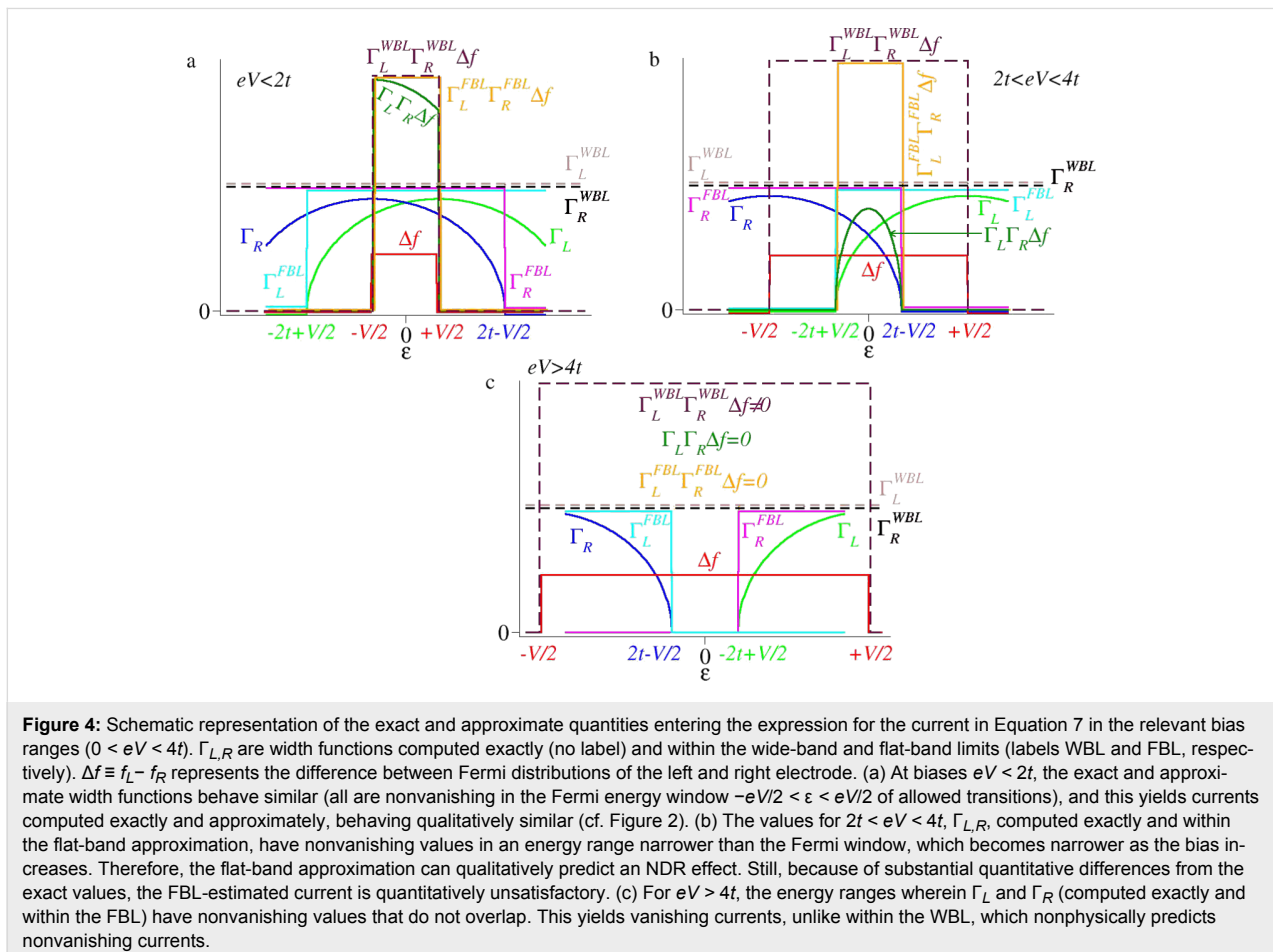 a
eV<2t
Γ_L^WBL Γ_R^WBL Δf
Γ_L^FBL Γ_R^FBL Δf
Γ_L Γ_R Δf
Γ_L^WBL
Γ_R^WBL
Γ_R
Γ_L
Δf
Γ_L^FBL
Γ_R^FBL
0
-2t+V/2 -V/2 0 +V/2 2t-V/2
ε
b
Γ_L^WBL Γ_R^WBL Δf
2t<eV<4t
Γ_L^FBL Γ_R^FBL Δf
Γ_L^WBL
Γ_R^WBL
Γ_R^FBL
Γ_R
Γ_L
Γ_L^FBL
Γ_L Γ_R Δf
Δf
0
-V/2 -2t+V/2 0 2t-V/2 +V/2
ε
c
eV>4t
Γ_L^WBL Γ_R^WBL Δf≠0
Γ_L Γ_R Δf=0
Γ_L^FBL Γ_R^FBL Δf=0
Γ_L^WBL
Γ_R^WBL
Γ_R
Γ_L^FBL
Γ_R^FBL
Γ_L
Δf
0
-V/2 2t-V/2 0 -2t+V/2 +V/2
ε
Figure 4: Schematic representation of the exact and approximate quantities entering the expression for the current in Equation 7 in the relevant bias
ranges (0 < eV < 4t). Γ_L,R are width functions computed exactly (no label) and within the wide-band and flat-band limits (labels WBL and FBL, respec-
tively). Δf ≡ f_L− f_R represents the difference between Fermi distributions of the left and right electrode. (a) At biases eV < 2t, the exact and approxi-
mate width functions behave similar (all are nonvanishing in the Fermi energy window −eV/2 < ε < eV/2 of allowed transitions), and this yields currents
computed exactly and approximately, behaving qualitatively similar (cf. Figure 2). (b) The values for 2t < eV < 4t, Γ_L,R, computed exactly and within
the flat-band approximation, have nonvanishing values in an energy range narrower than the Fermi window, which becomes narrower as the bias in-
creases. Therefore, the flat-band approximation can qualitatively predict an NDR effect. Still, because of substantial quantitative differences from the
exact values, the FBL-estimated current is quantitatively unsatisfactory. (c) For eV > 4t, the energy ranges wherein Γ_L and Γ_R (computed exactly and
within the FBL) have nonvanishing values that do not overlap. This yields vanishing currents, unlike within the WBL, which nonphysically predicts
nonvanishing currents.